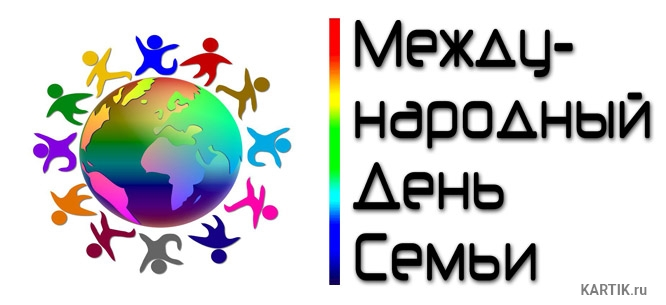 Между-
народный
День
Семьи
KARTIK.ru